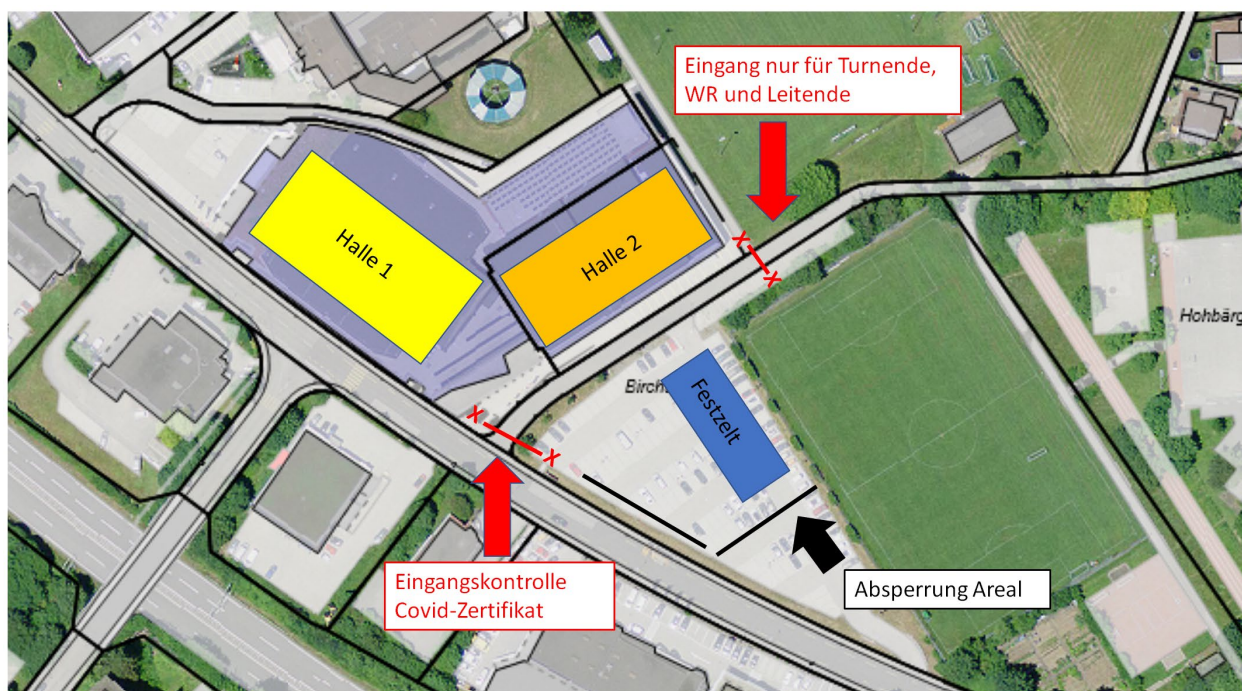 Eingang nur für Turnende,
WR und Leitende
X
X
Halle 1
Halle 2
Hohbärg
Festzelt
X
X
Eingangskontrolle
Covid-Zertifikat
Absperrung Areal